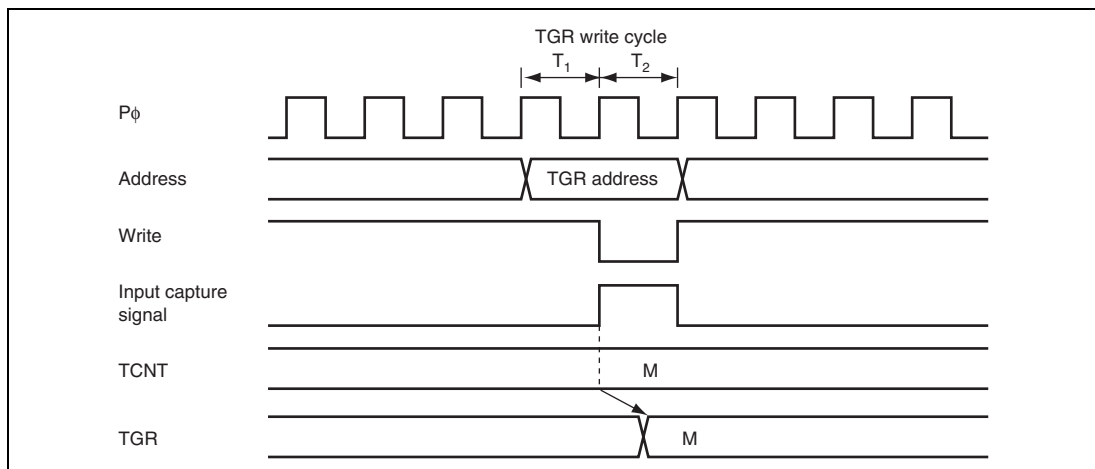 TGR write cycle
T₁ T₂
Pϕ
Address
TGR address
Write
Input capture
signal
TCNT
M
TGR
M